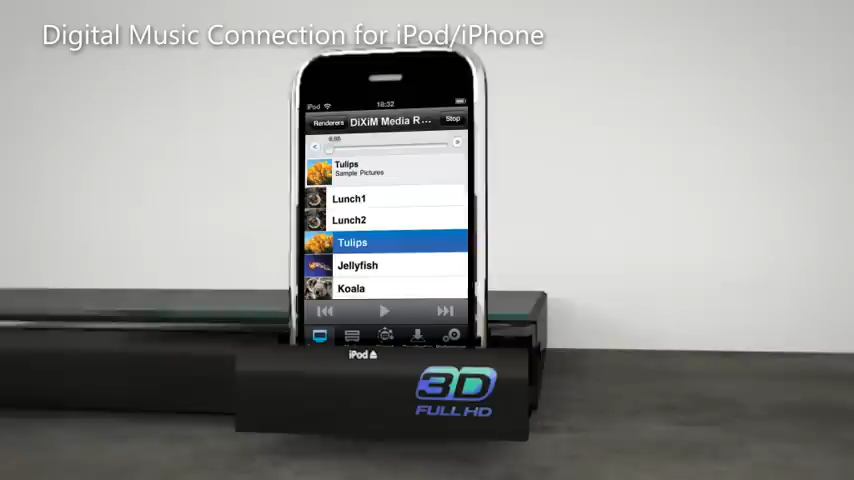 Digital Music Connection for iPod/iPhone
iPod 18:32
Renderers DiXiM Media R... Stop
Tulips
Sample Pictures
Lunch1
Lunch2
Tulips
Jellyfish
Koala
iPod
3D
FULL HD